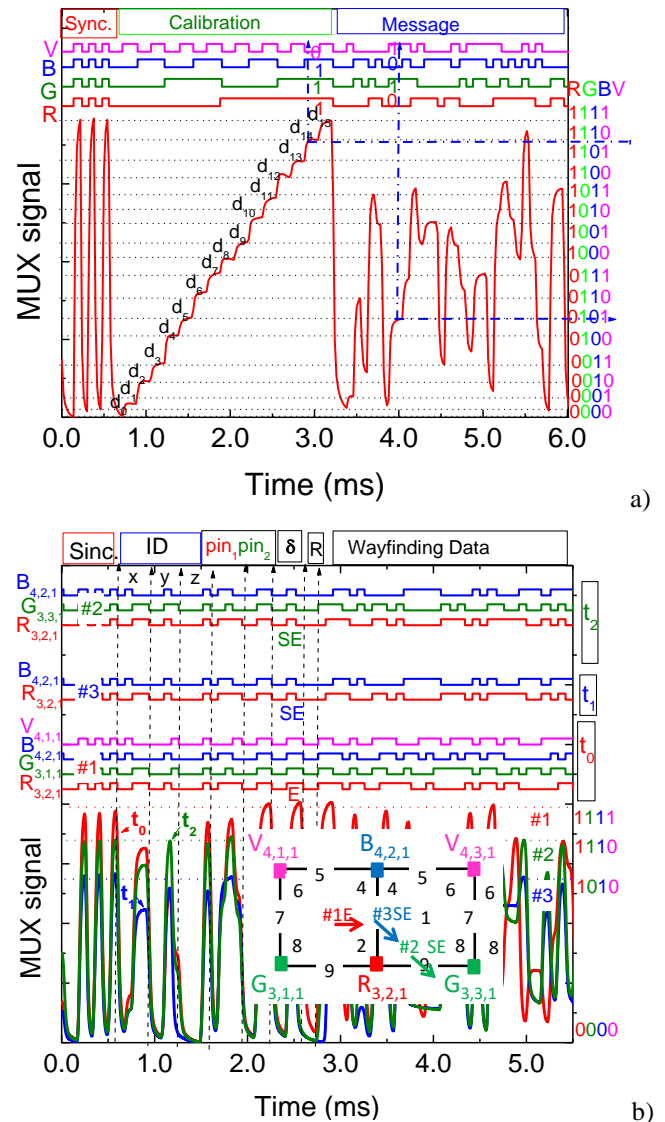 Sync. Calibration Message
V
B
G
R
0 1
1 0
1 1
1 0
RGBV
1111
1110
1101
1100
1011
1010
1001
1000
0111
0110
0101
0100
0011
0010
0001
0000
d15
d14
d13
d12
d11
d10
d9
d8
d7
d6
d5
d4
d3
d2
d1
d0
MUX signal
0.0 1.0 2.0 3.0 4.0 5.0 6.0
Time (ms)
a)
Sinc. ID pin1pin2 δ R Wayfinding Data
x y z
B4,2,1
G3,3,1 #2
R3,2,1
SE
t2
B4,2,1
R3,2,1 #3
SE
t1
V4,1,1
B4,2,1
G3,1,1 #1
R3,2,1
E
t0
t0 t2
t1
1111
1110
1010
0000
#1
#2
#3
V4,1,1 B4,2,1 V4,3,1
5 4 5
6 4 6 6
7 #1E #3SE 1 7
8 2 #2 SE 8 8
9 9
G3,1,1 R3,2,1 G3,3,1
MUX signal
0.0 1.0 2.0 3.0 4.0 5.0
Time (ms)
b)